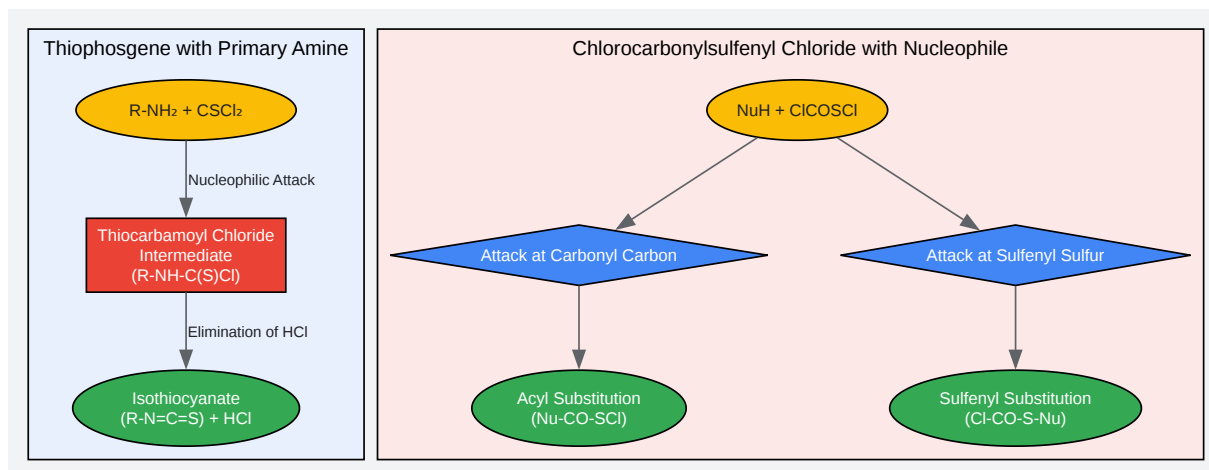 Thiophosgene with Primary Amine
R-NH₂ + CSCl₂
Nucleophilic Attack
Thiocarbamoyl Chloride
Intermediate
(R-NH-C(S)Cl)
Elimination of HCl
Isothiocyanate
(R-N=C=S) + HCl
Chlorocarbonylsulfenyl Chloride with Nucleophile
NuH + ClCOSCl
Attack at Carbonyl Carbon
Attack at Sulfenyl Sulfur
Acyl Substitution
(Nu-CO-SCl)
Sulfenyl Substitution
(Cl-CO-S-Nu)